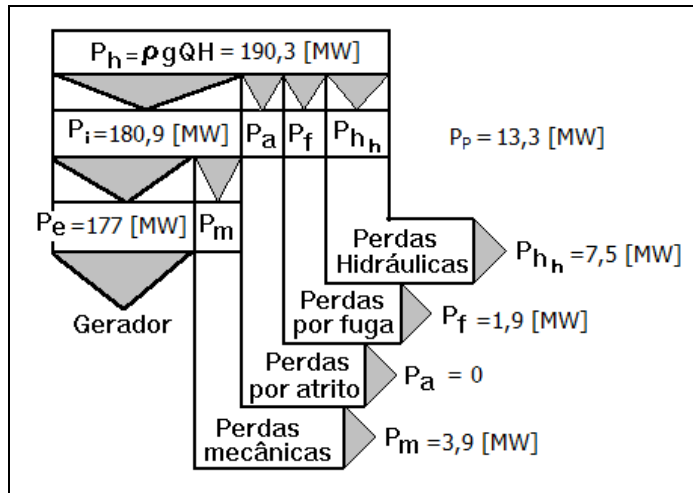 Ph = ρgQH = 190,3 [MW]
Pi =180,9 [MW] Pa Pf Phh
PP = 13,3 [MW]
Pe =177 [MW] Pm
Perdas
Hidráulicas
Phh =7,5 [MW]
Gerador
Perdas
por fuga
Pf =1,9 [MW]
Perdas
por atrito
Pa = 0
Perdas
mecânicas
Pm =3,9 [MW]